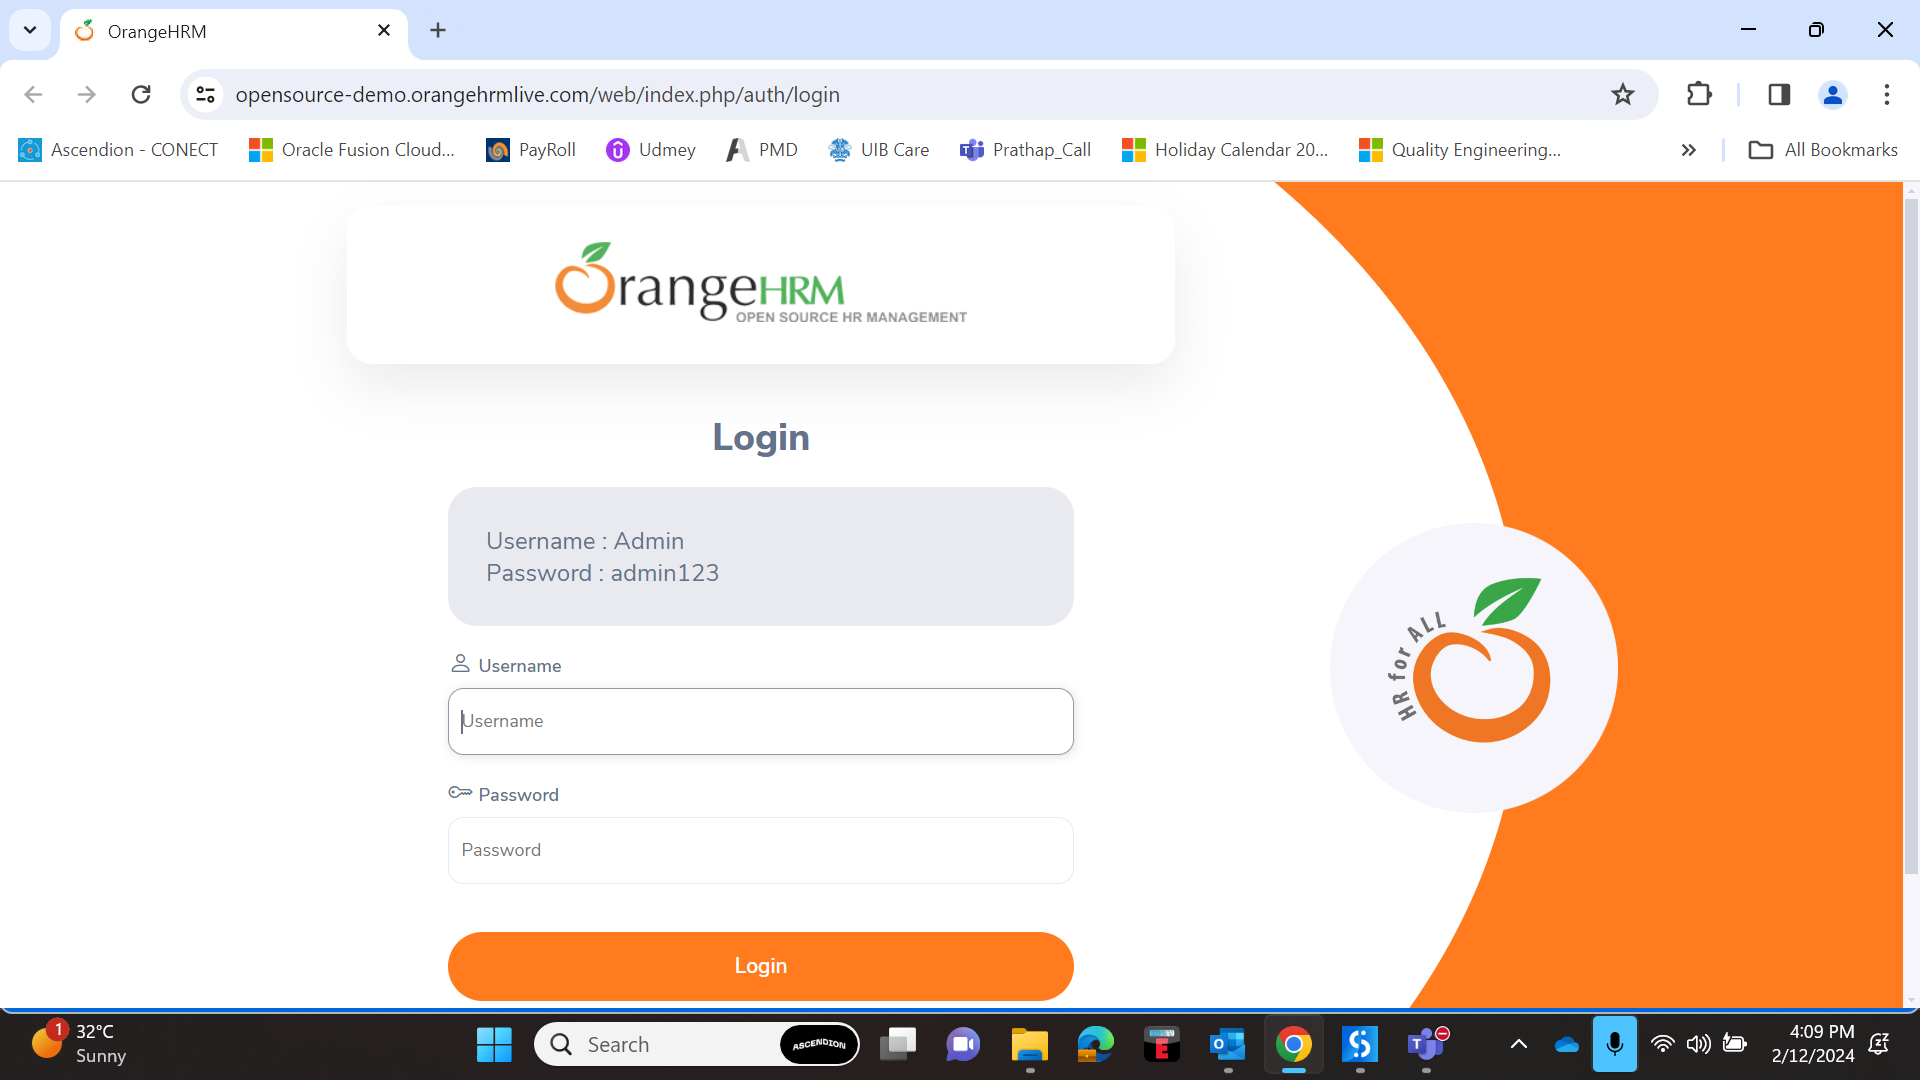 OrangeHRM
opensource-demo.orangehrmlive.com/web/index.php/auth/login
Ascendion - CONECT
Oracle Fusion Cloud...
PayRoll
Udmey
PMD
UIB Care
Prathap_Call
Holiday Calendar 20...
Quality Engineering...
All Bookmarks
OrangeHRM
OPEN SOURCE HR MANAGEMENT
Login
Username : Admin
Password : admin123
Username
Username
Password
Password
Login
HR for ALL
1
32°C
Sunny
Search
ASCENDION
4:09 PM
2/12/2024